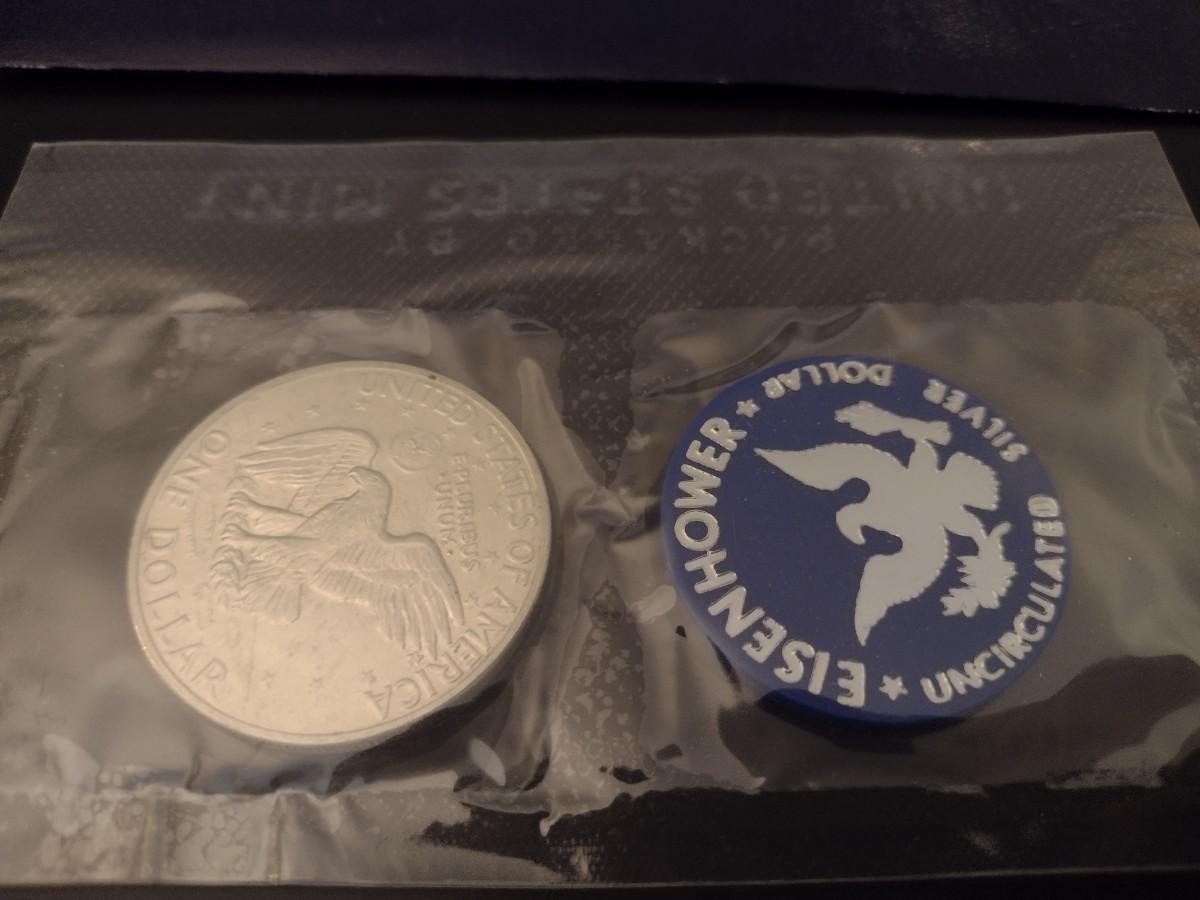 UNITED STATES MINT
PACKAGED BY
UNITED STATES OF AMERICA
E PLURIBUS
UNUM
ONE DOLLAR
EISENHOWER
SILVER DOLLAR
UNCIRCULATED